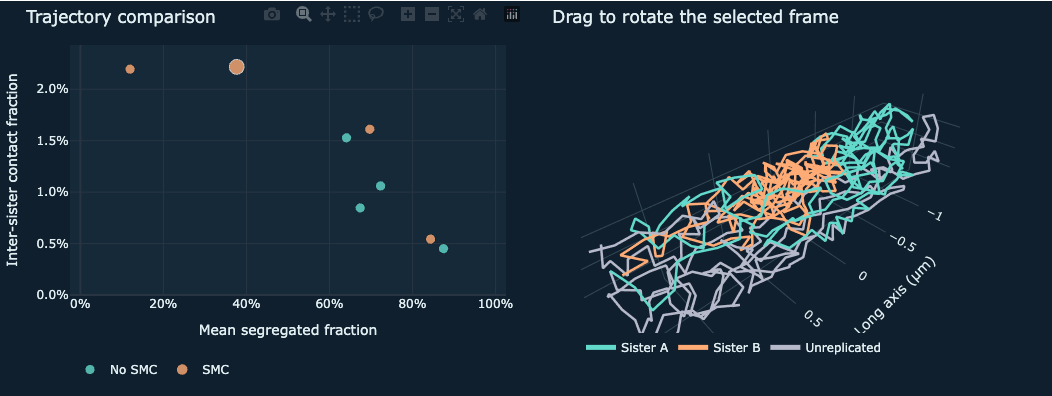 Trajectory comparison
Drag to rotate the selected frame
Inter-sister contact fraction
2.0%
1.5%
1.0%
0.5%
0.0%
0%
20%
40%
60%
80%
100%
Mean segregated fraction
No SMC
SMC
−1
−0.5
0
0.5
Long axis (μm)
Sister A
Sister B
Unreplicated